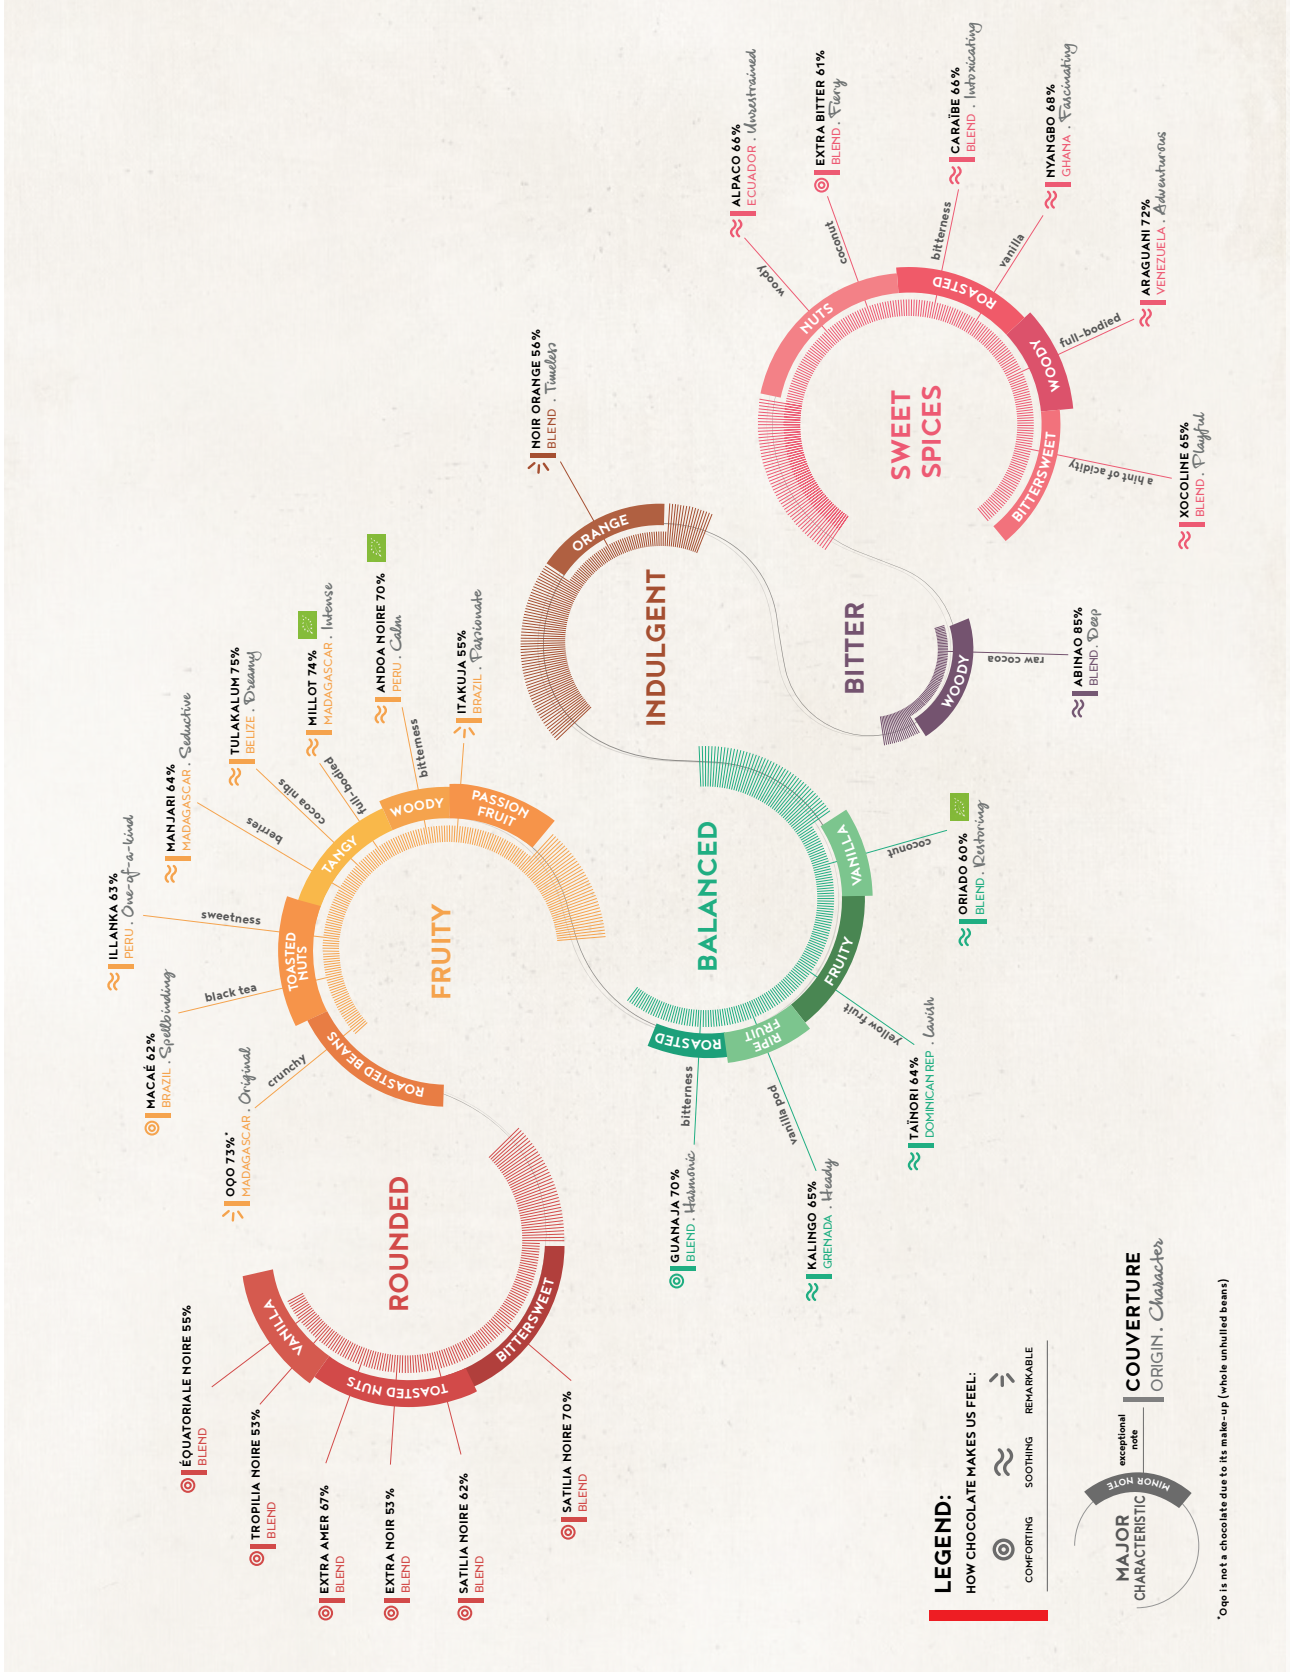 ROUNDED
VANILLA
TOASTED NUTS
BITTERSWEET
ÉQUATORIALE NOIRE 55%
BLEND
TROPILIA NOIRE 53%
BLEND
EXTRA AMER 67%
BLEND
EXTRA NOIR 53%
BLEND
SATILIA NOIRE 62%
BLEND
SATILIA NOIRE 70%
BLEND
FRUITY
ROASTED BEANS
TOASTED
NUTS
TANGY
WOODY
PASSION
FRUIT
OQO 73%*
MADAGASCAR . Original
crunchy
MACAÉ 62%
BRAZIL . Spellbinding
black tea
ILLANKA 63%
PERU . One-of-a-kind
sweetness
MANJARI 64%
MADAGASCAR . Seductive
berries
TULAKALUM 75%
BELIZE . Dreamy
cocoa nibs
MILLOT 74%
MADAGASCAR . Intense
full-bodied
ANDOA NOIRE 70%
PERU . Calm
bitterness
ITAKUJA 55%
BRAZIL . Passionate
BALANCED
ROASTED
RIPE
FRUIT
FRUITY
VANILLA
GUANAJA 70%
BLEND . Harmonic
bitterness
KALINGO 65%
GRENADA . Heady
vanilla pod
TAÏNORI 64%
DOMINICAN REP . Lavish
yellow fruit
ORIADO 60%
BLEND . Restoring
coconut
INDULGENT
ORANGE
NOIR ORANGE 56%
BLEND . Timeless
BITTER
WOODY
ABINAO 85%
BLEND . Deep
raw cocoa
SWEET
SPICES
NUTS
ROASTED
WOODY
BITTERSWEET
ALPACO 66%
ECUADOR . Unrestrained
woody
EXTRA BITTER 61%
BLEND . Fiery
coconut
CARAÏBE 66%
BLEND . Intoxicating
bitterness
NYANGBO 68%
GHANA . Fascinating
vanilla
ARAGUANI 72%
VENEZUELA . Adventurous
full-bodied
XOCOLINE 65%
BLEND . Playful
a hint of acidity
LEGEND:
HOW CHOCOLATE MAKES US FEEL:
COMFORTING
SOOTHING
REMARKABLE
MAJOR
CHARACTERISTIC
MINOR NOTE
exceptional
note
COUVERTURE
ORIGIN . Character
*Oqo is not a chocolate due to its make-up (whole unhulled beans)